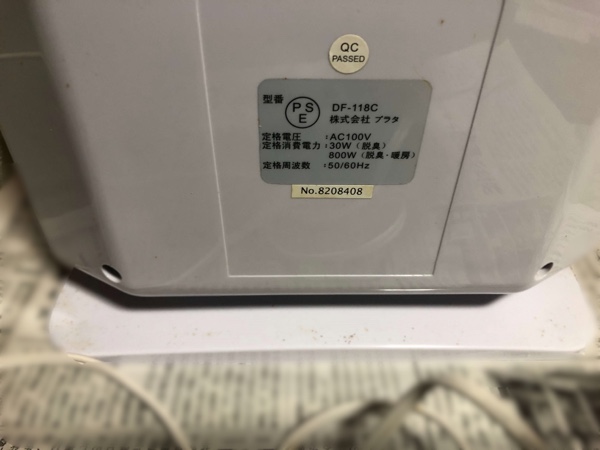 QC
PASSED
型番
PS
E
DF-118C
株式会社 プラタ
定格電圧 : AC100V
定格消費電力 : 30W（脱臭）
800W（脱臭・暖房）
定格周波数 : 50/60Hz
No.8208408